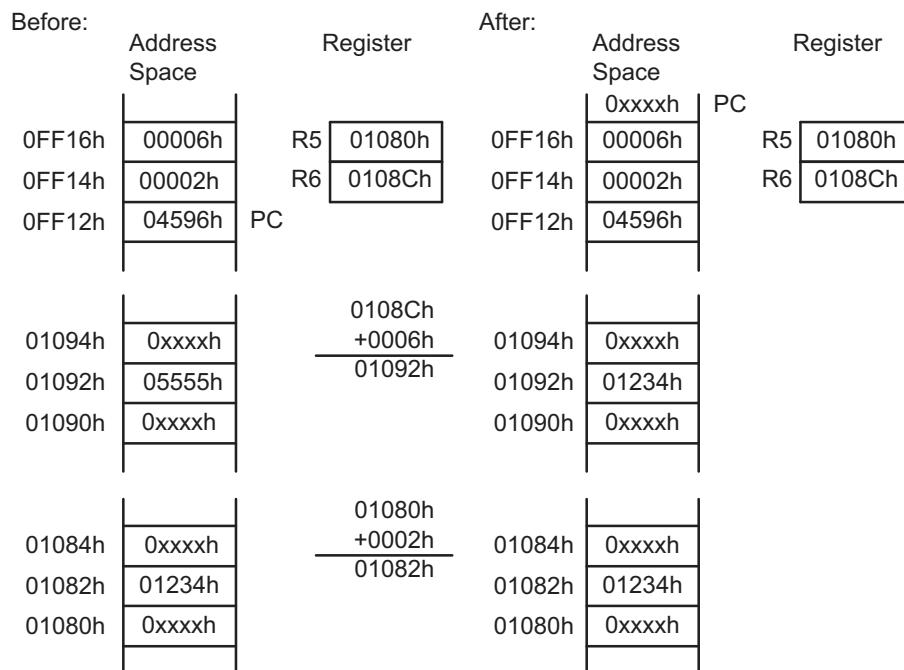 Before:
Address
Space
Register
0FF16h 00006h R5 01080h
0FF14h 00002h R6 0108Ch
0FF12h 04596h PC
0108Ch
01094h 0xxxxh +0006h
01092h 05555h 01092h
01090h 0xxxxh
01080h
01084h 0xxxxh +0002h
01082h 01234h 01082h
01080h 0xxxxh
After:
Address
Space
Register
0xxxxh PC
0FF16h 00006h R5 01080h
0FF14h 00002h R6 0108Ch
0FF12h 04596h
01094h 0xxxxh
01092h 01234h
01090h 0xxxxh
01084h 0xxxxh
01082h 01234h
01080h 0xxxxh